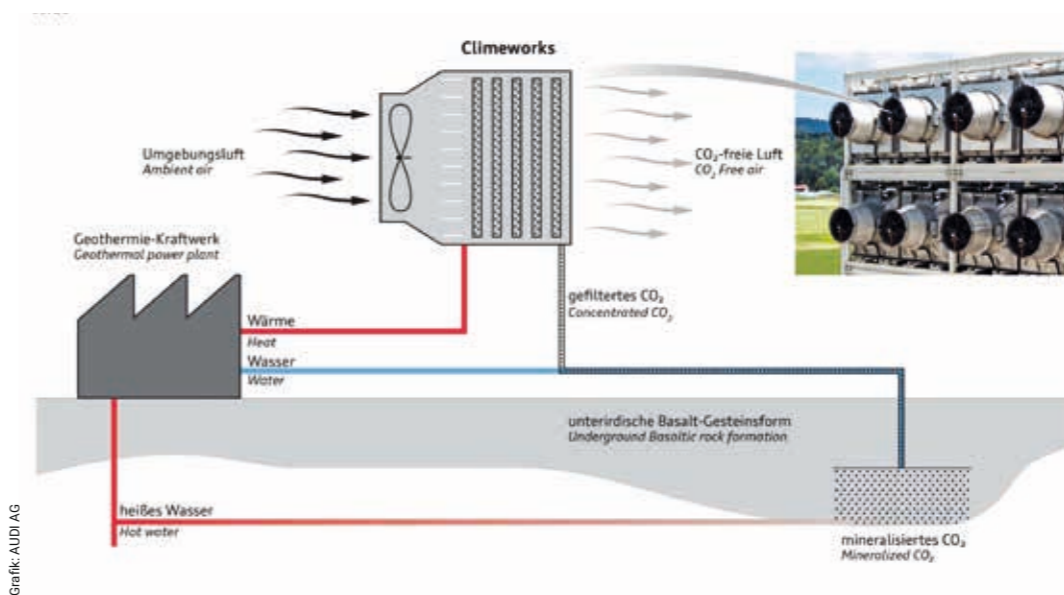 Climeworks
Umgebungsluft
Ambient air
CO₂-freie Luft
CO₂ Free air
Geothermie-Kraftwerk
Geothermal power plant
gefiltertes CO₂
Concentrated CO₂
Wärme
Heat
Wasser
Water
unterirdische Basalt-Gesteinsform
Underground Basaltic rock formation
heißes Wasser
Hot water
mineralisiertes CO₂
Mineralized CO₂
Grafik: AUDI AG